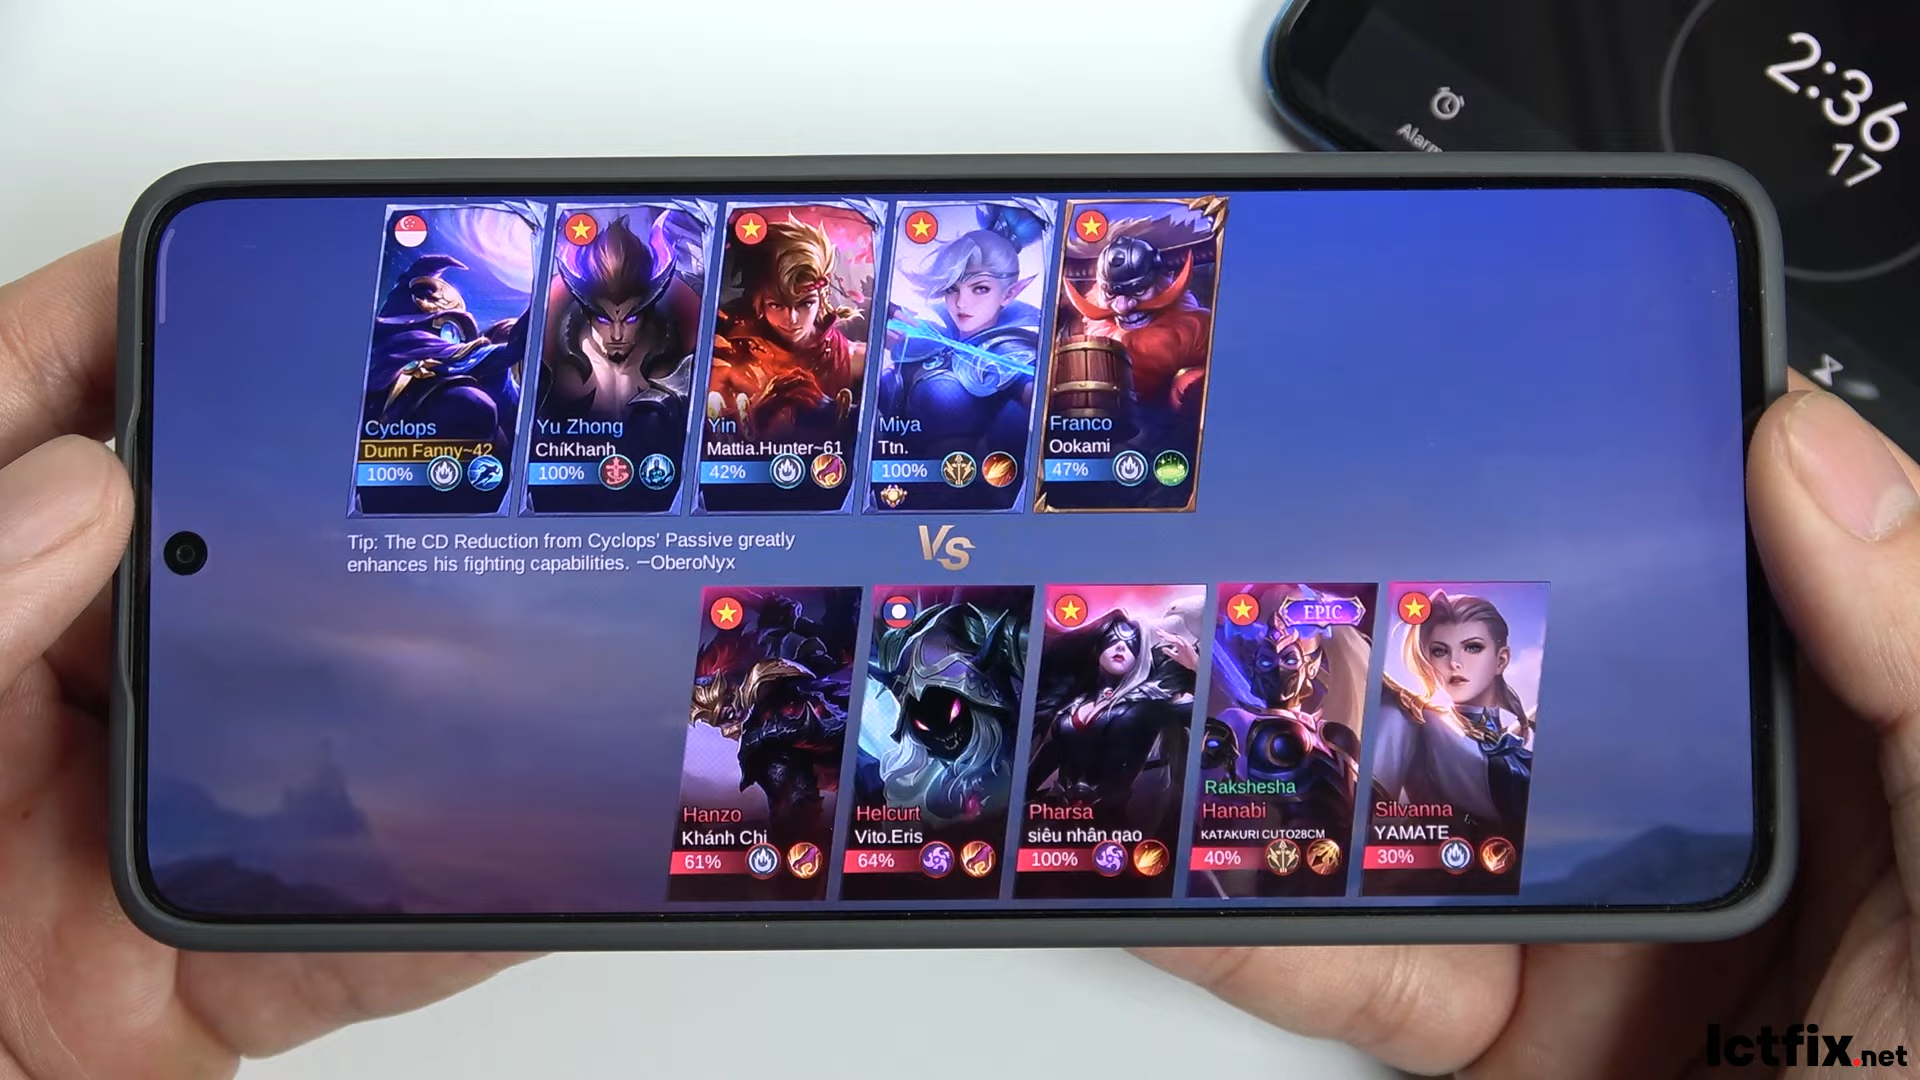 2:36
17
Alarm
Cyclops
Dunn Fanny~42
100%
Yu Zhong
ChíKhanh
100%
Yin
Mattia.Hunter~61
42%
Miya
Ttn.
100%
Franco
Ookami
47%
Tip: The CD Reduction from Cyclops' Passive greatly
enhances his fighting capabilities. —OberoNyx
VS
Hanzo
Khánh Chi
61%
Helcurt
Vito.Eris
64%
Pharsa
siêu nhân gao
100%
EPIC
Rakshesha
Hanabi
KATAKURI CUTO28CM
40%
Silvanna
YAMATE
30%
Ictfix.net